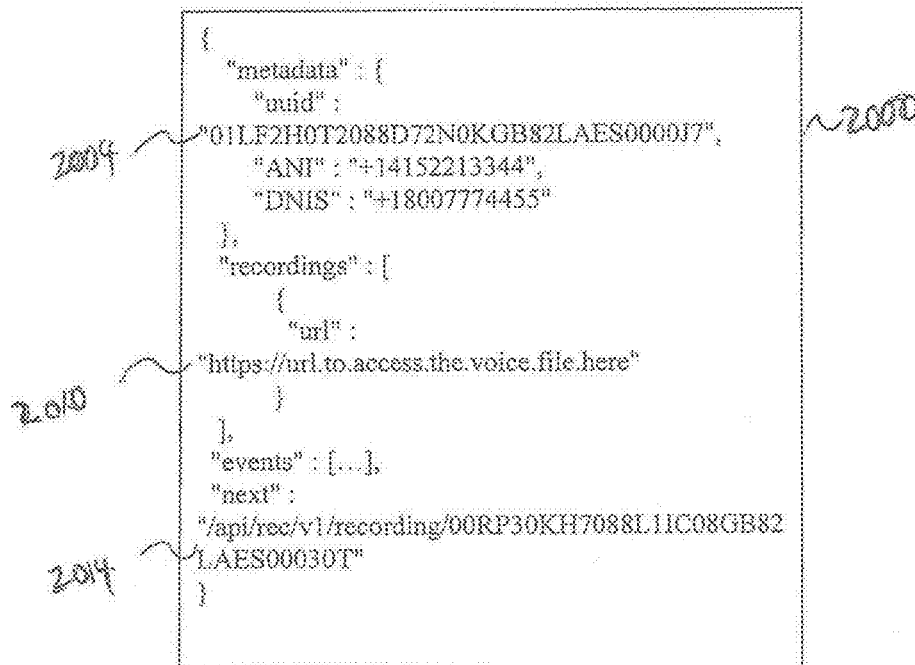 {
"metadata" : {
"uuid" :
2004 "01LF2H0T2088D72N0KGB82LAES0000J7", 2000
"ANI" : "+14152213344",
"DNIS" : "+18007774455"
},
"recordings" : [
{
"url" :
2010 "https://url.to.access.the.voice.file.here"
}
],
"events" : [...],
"next" :
"/api/rec/v1/recording/00RP30KH7088L1IC08GB82
2014 LAES00030T"
}